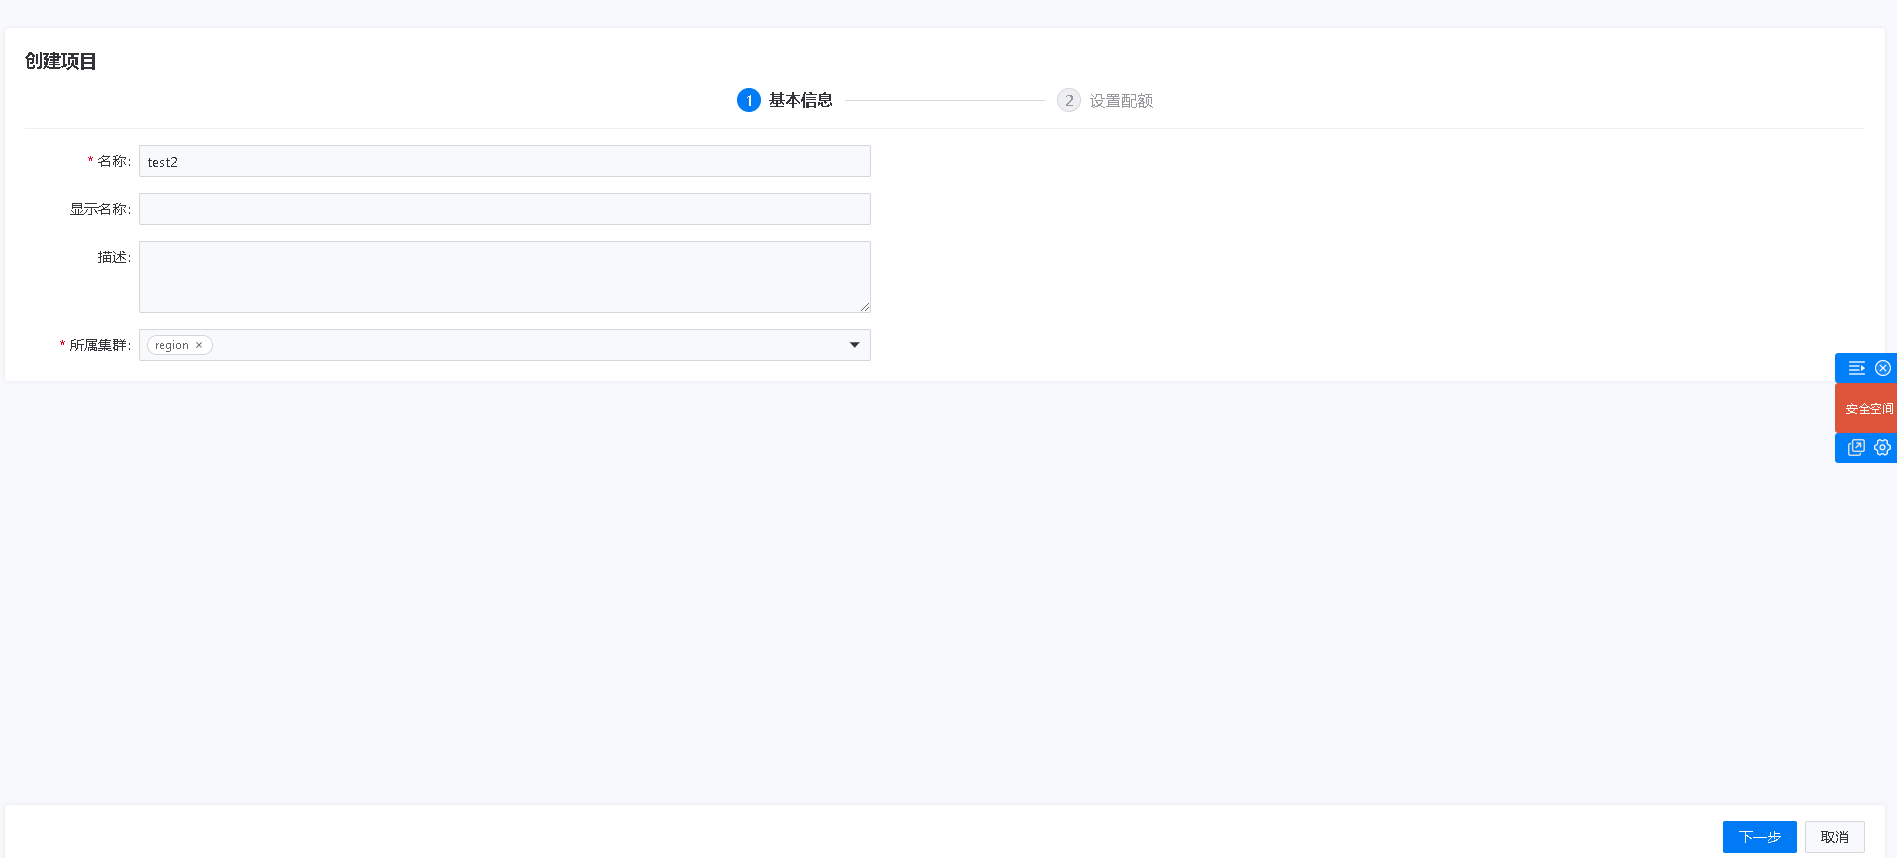 创建项目
1 基本信息 2 设置配额
* 名称: test2
显示名称:
描述:
* 所属集群: region ×
安全空间
下一步 取消